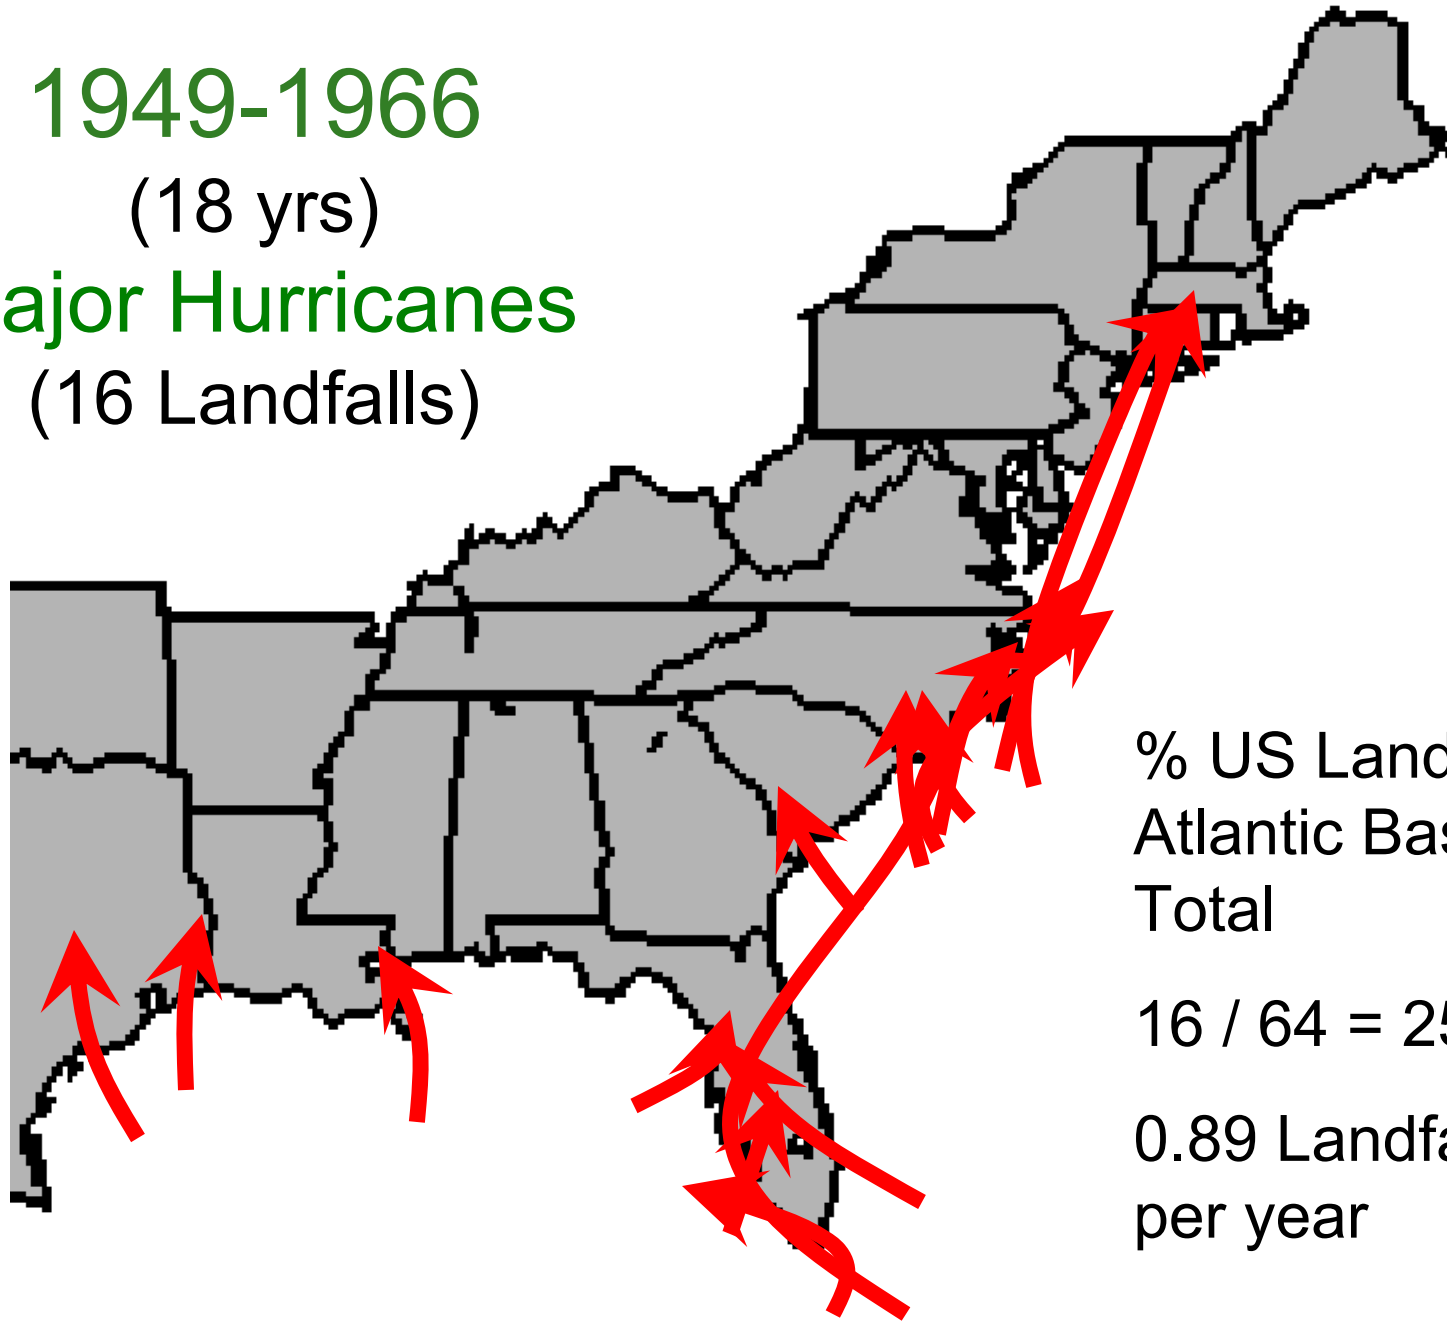 1949-1966
(18 yrs)
ajor Hurricanes
(16 Landfalls)
% US Land
Atlantic Bas
Total
16 / 64 = 25
0.89 Landfa
per year